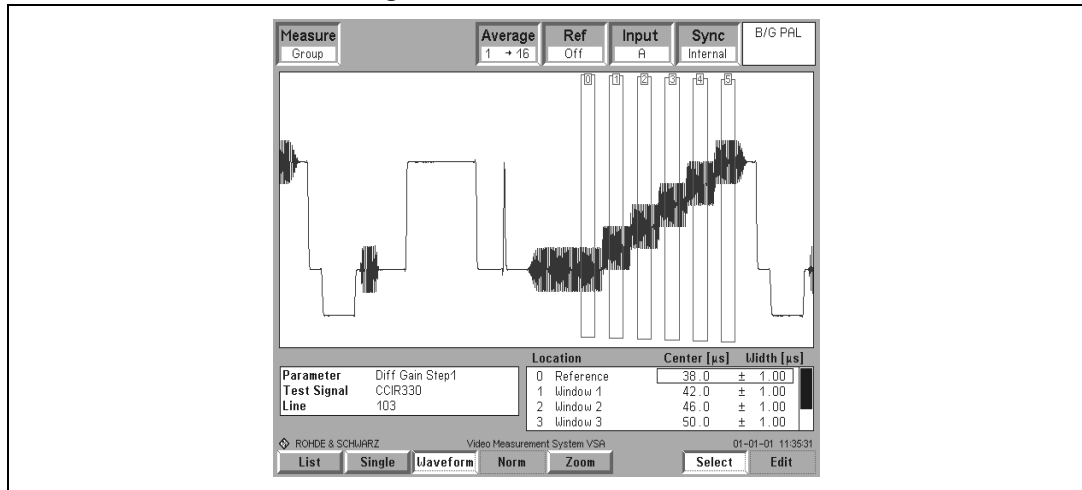 Measure
Group
Average
1 → 16
Ref
Off
Input
A
Sync
Internal
B/G PAL
0 1 2 3 4 5
Location Center [µs] Width [µs]
0 Reference 38.0 ± 1.00
1 Window 1 42.0 ± 1.00
2 Window 2 46.0 ± 1.00
3 Window 3 50.0 ± 1.00
Parameter Diff Gain Step1
Test Signal CCIR330
Line 103
ROHDE & SCHWARZ Video Measurement System VSA 01-01-01 11:35:31
List Single Waveform Norm Zoom Select Edit